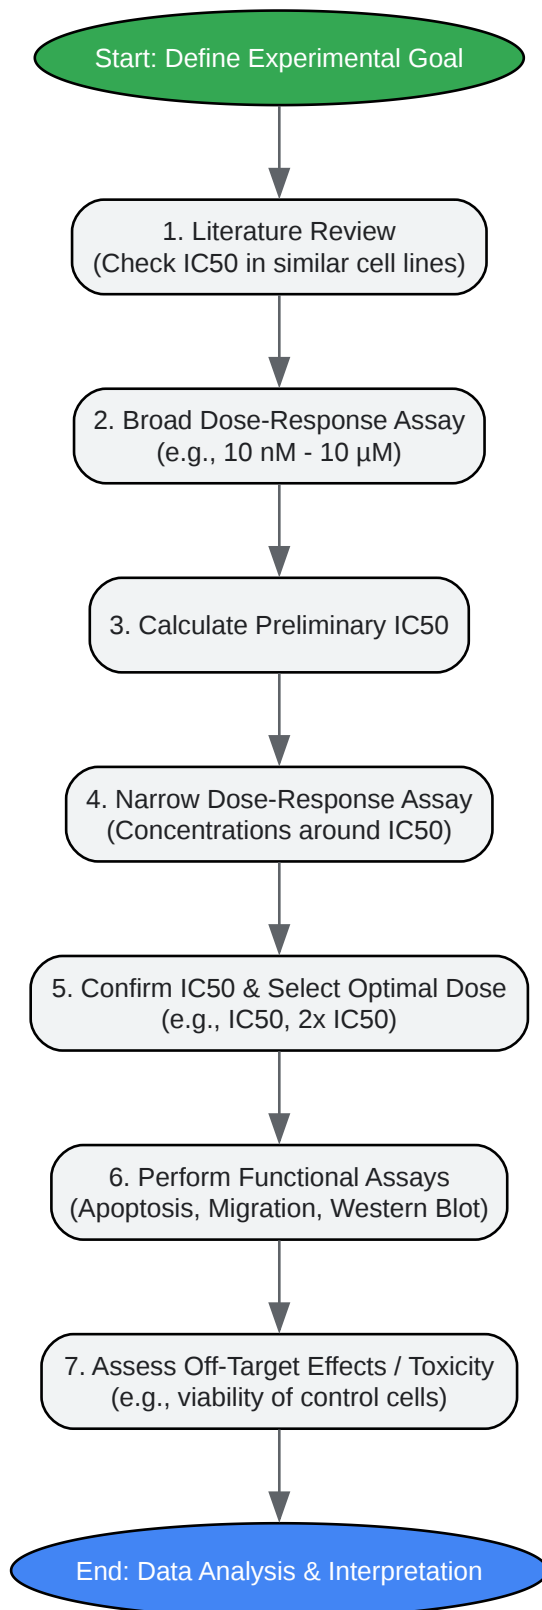 Start: Define Experimental Goal
1. Literature Review
(Check IC50 in similar cell lines)
2. Broad Dose-Response Assay
(e.g., 10 nM - 10 µM)
3. Calculate Preliminary IC50
4. Narrow Dose-Response Assay
(Concentrations around IC50)
5. Confirm IC50 & Select Optimal Dose
(e.g., IC50, 2x IC50)
6. Perform Functional Assays
(Apoptosis, Migration, Western Blot)
7. Assess Off-Target Effects / Toxicity
(e.g., viability of control cells)
End: Data Analysis & Interpretation